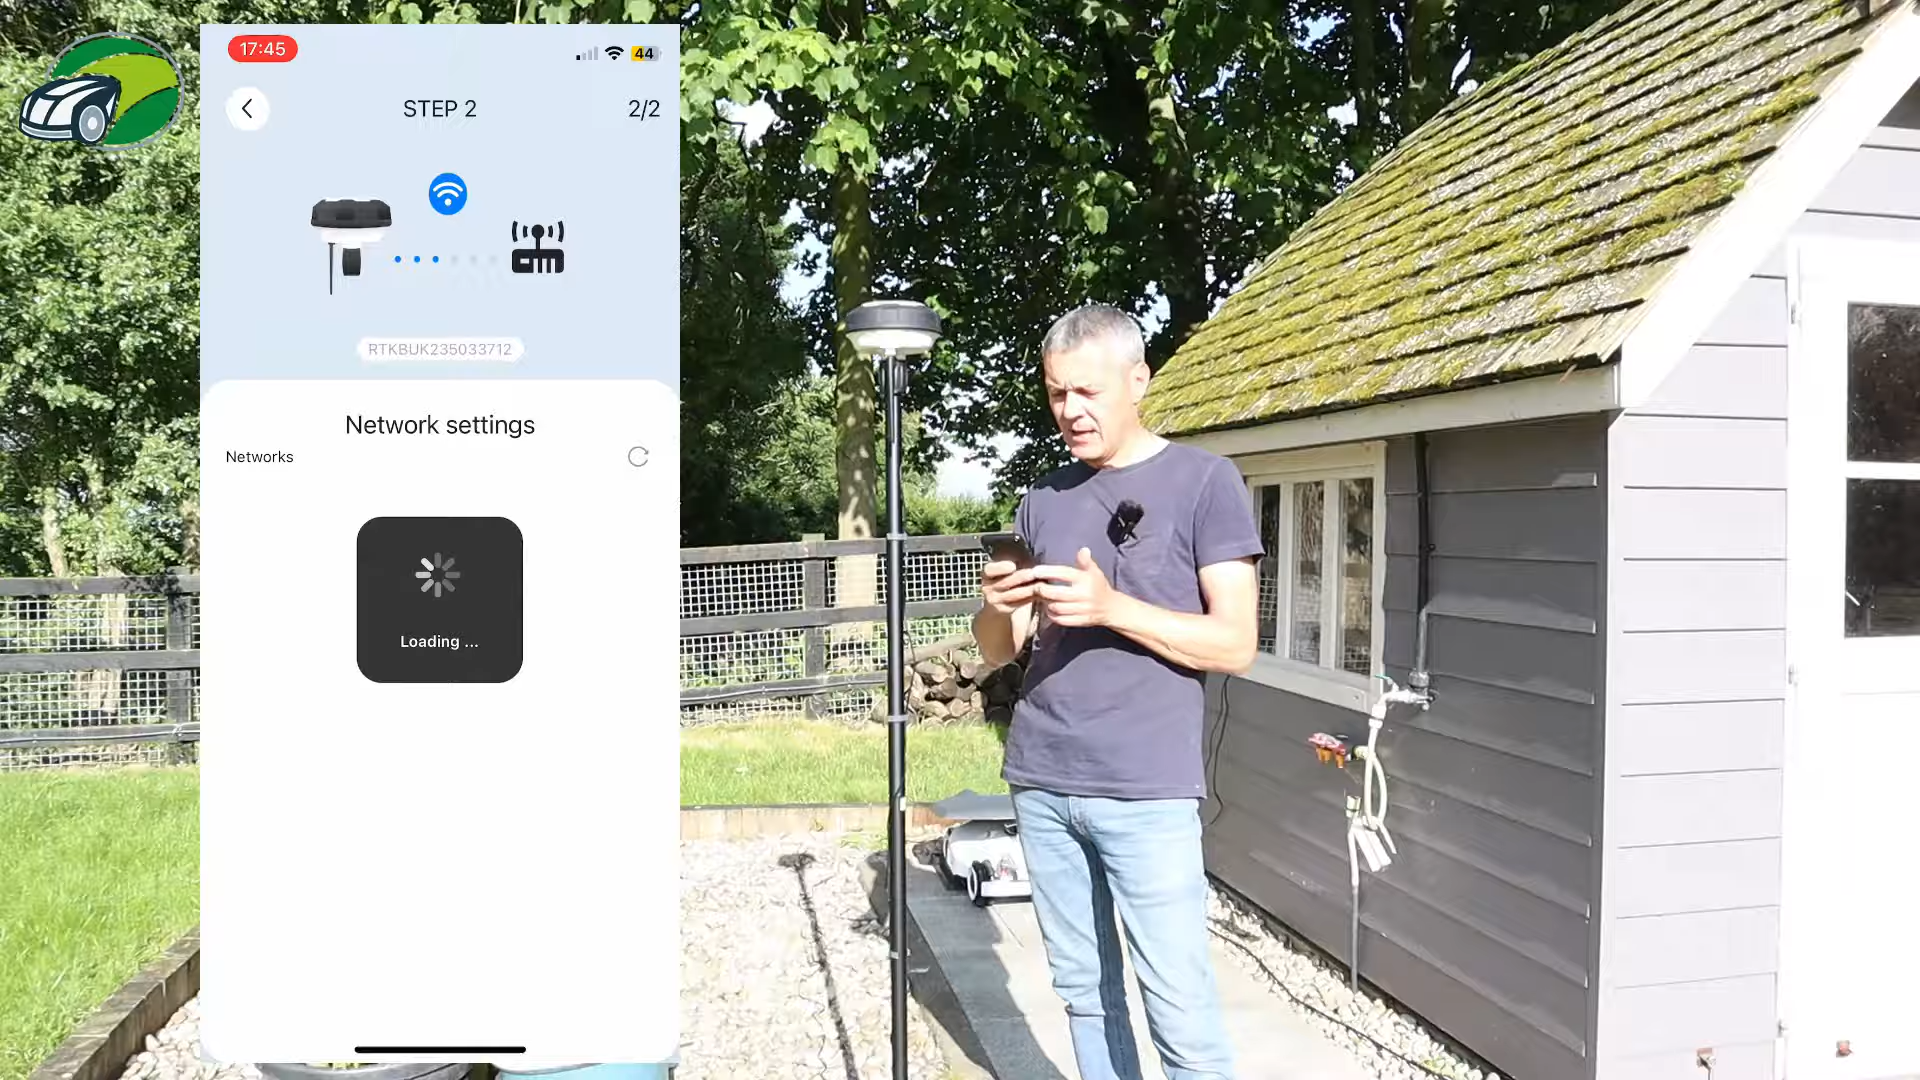 17:45
44
STEP 2
2/2
RTKBUK235033712
Network settings
Networks
Loading ...